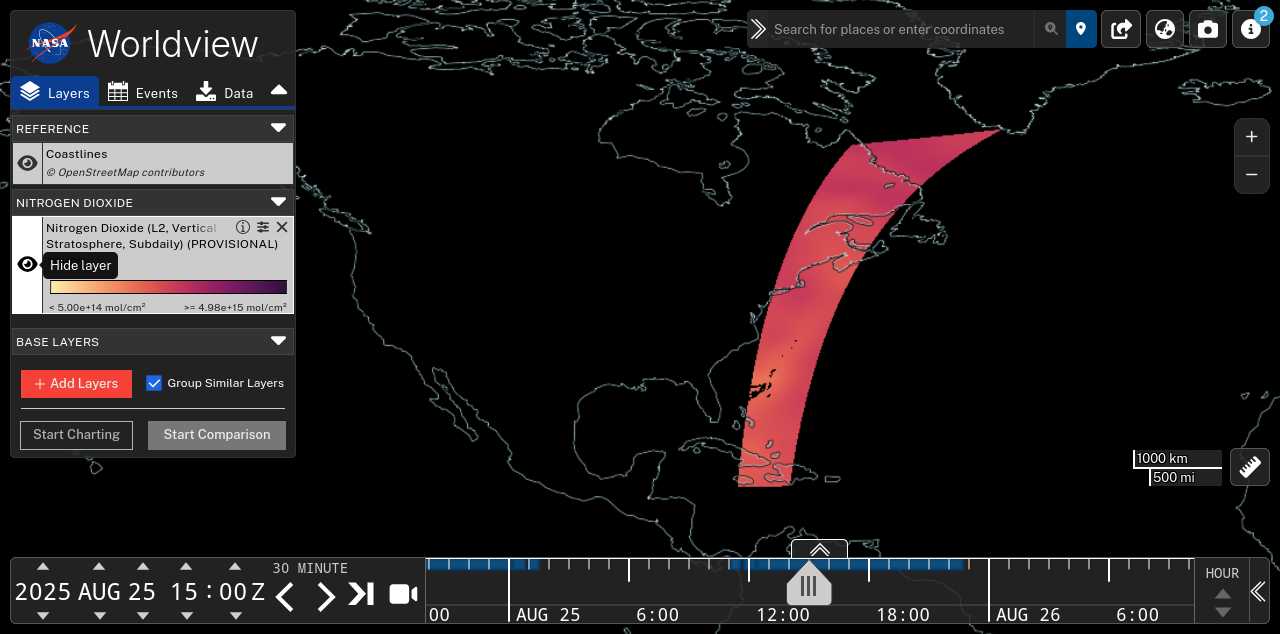 NASA
Worldview
Layers
Events
Data
REFERENCE
Coastlines
© OpenStreetMap contributors
NITROGEN DIOXIDE
Nitrogen Dioxide (L2, Vertical
Stratosphere, Subdaily) (PROVISIONAL)
Hide layer
< 5.00e+14 mol/cm²
>= 4.98e+15 mol/cm²
BASE LAYERS
+ Add Layers
Group Similar Layers
Start Charting
Start Comparison
Search for places or enter coordinates
2
+
−
1000 km
500 mi
2025 AUG 25 15 : 00 Z
30 MINUTE
00
AUG 25
6:00
12:00
18:00
AUG 26
6:00
HOUR